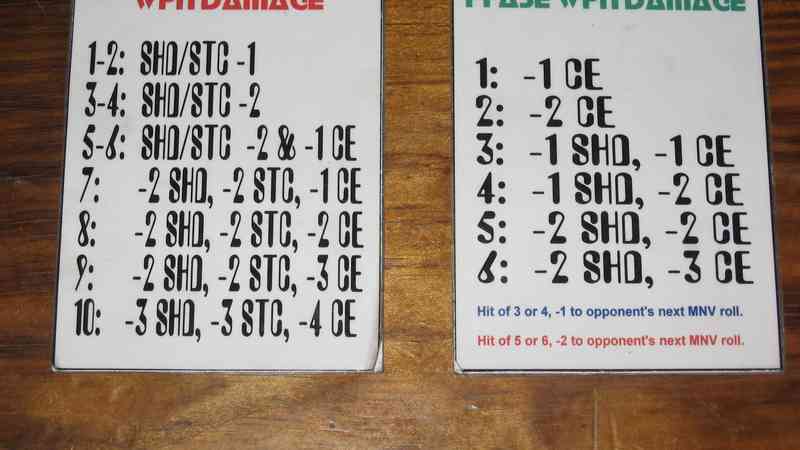 WPN DAMAGE
1-2: SHD/STC -1
3-4: SHD/STC -2
5-6: SHD/STC -2 & -1 CE
7: -2 SHD, -2 STC, -1 CE
8: -2 SHD, -2 STC, -2 CE
9: -2 SHD, -2 STC, -3 CE
10: -3 SHD, -3 STC, -4 CE
WPN DAMAGE
1: -1 CE
2: -2 CE
3: -1 SHD, -1 CE
4: -1 SHD, -2 CE
5: -2 SHD, -2 CE
6: -2 SHD, -3 CE
Hit of 3 or 4, -1 to opponent's next MNV roll.
Hit of 5 or 6, -2 to opponent's next MNV roll.